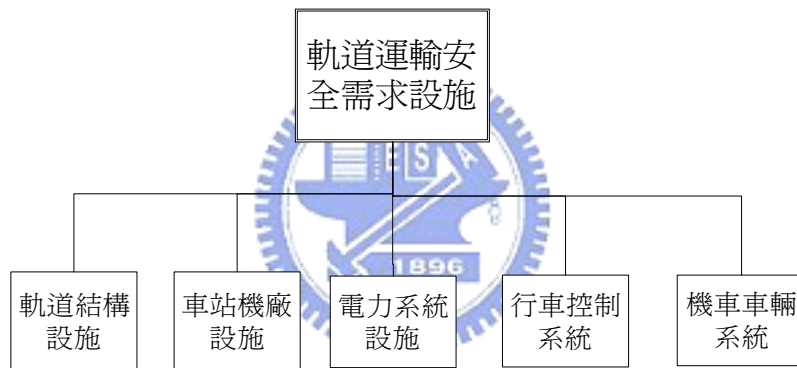 軌道運輸安
全需求設施
E S A
1896
軌道結構
設施
車站機廠
設施
電力系統
設施
行車控制
系統
機車車輛
系統